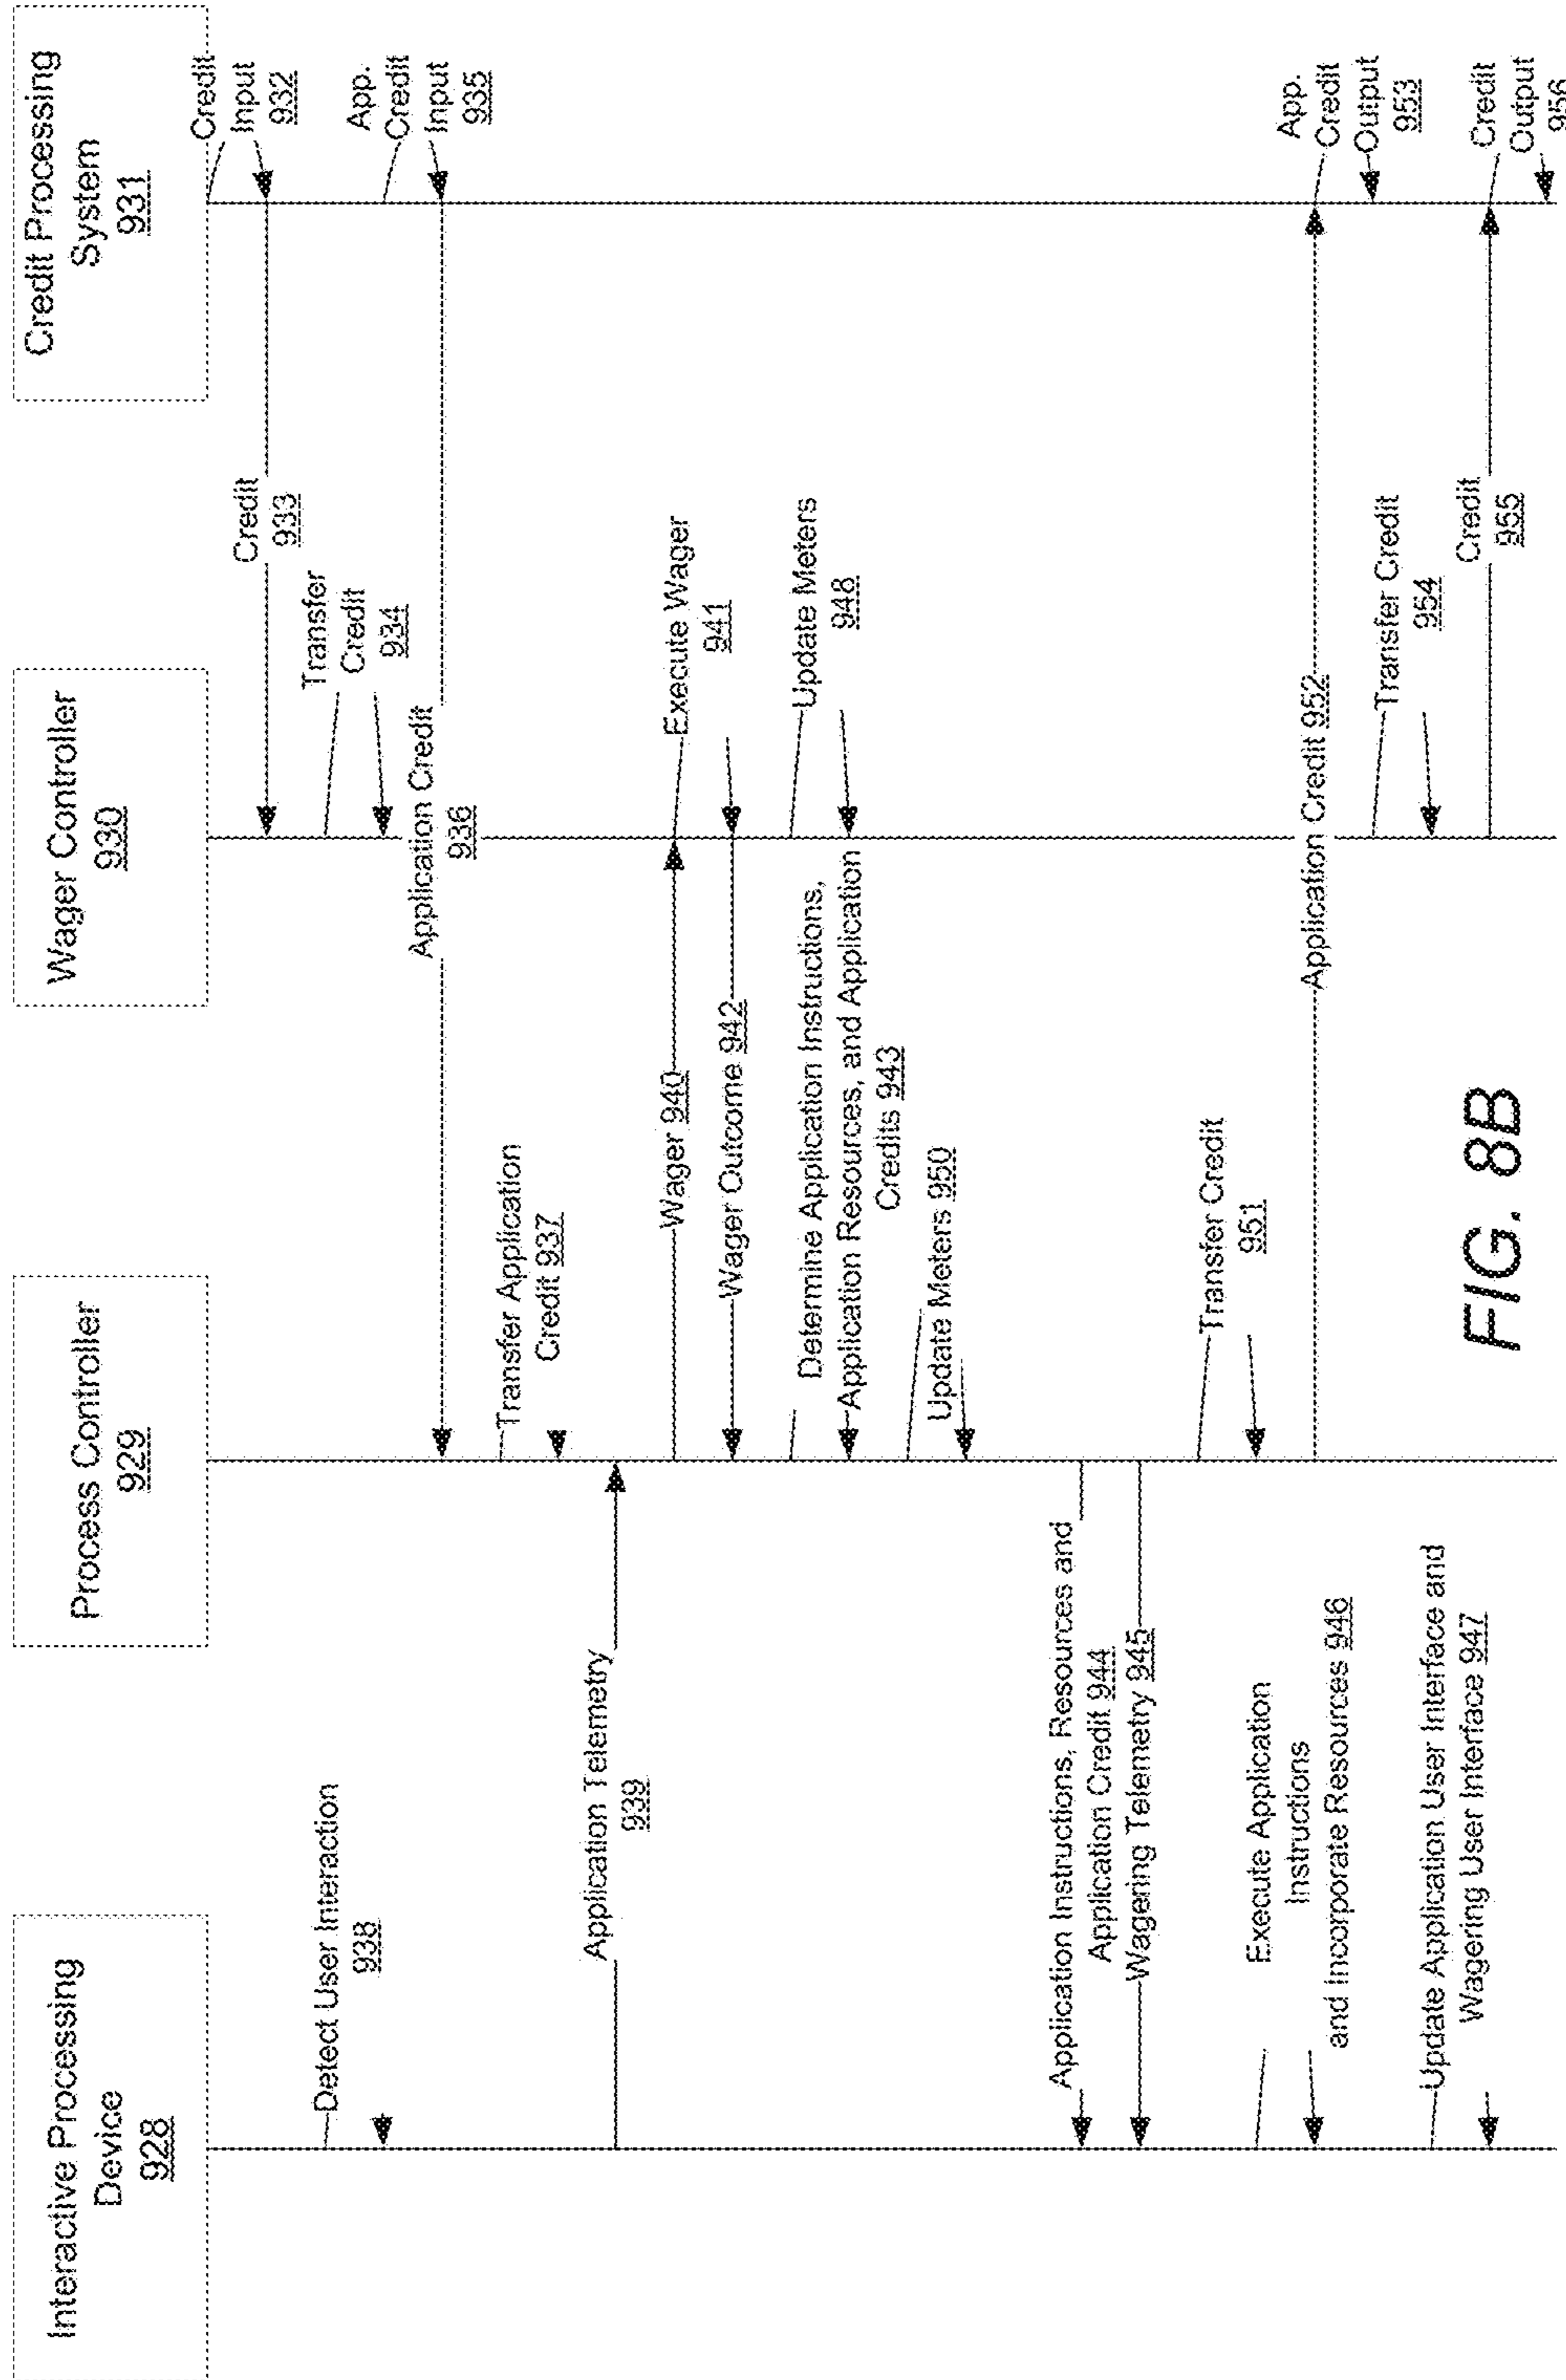 Interactive Processing
Device
928
Process Controller
929
Wager Controller
930
Credit Processing
System
931
Credit
Input
932
Credit
933
Transfer
Credit
934
App.
Credit
Input
935
Detect User Interaction
938
Application Credit
936
Transfer Application
Credit 937
Application Telemetry
939
Wager 940
Execute Wager
941
Wager Outcome 942
Determine Application Instructions,
Application Resources, and Application
Credits 943
Update Meters
948
Update Meters 950
Application Instructions, Resources and
Application Credit 944
Wagering Telemetry 945
Transfer Credit
951
Execute Application
Instructions
and Incorporate Resources 946
Application Credit 952
App.
Credit
Output
953
Transfer Credit
954
Update Application User Interface and
Wagering User Interface 947
Credit
955
Credit
Output
956
FIG. 8B